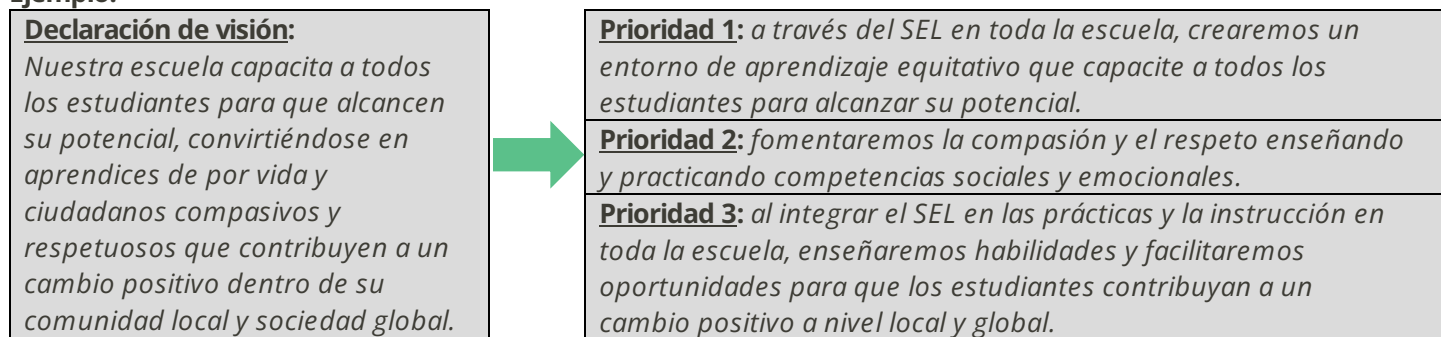 Ejemplo:
Declaración de visión:
Nuestra escuela capacita a todos
los estudiantes para que alcancen
su potencial, convirtiéndose en
aprendices de por vida y
ciudadanos compasivos y
respetuosos que contribuyen a un
cambio positivo dentro de su
comunidad local y sociedad global.
Prioridad 1: a través del SEL en toda la escuela, crearemos un
entorno de aprendizaje equitativo que capacite a todos los
estudiantes para alcanzar su potencial.
Prioridad 2: fomentaremos la compasión y el respeto enseñando
y practicando competencias sociales y emocionales.
Prioridad 3: al integrar el SEL en las prácticas y la instrucción en
toda la escuela, enseñaremos habilidades y facilitaremos
oportunidades para que los estudiantes contribuyan a un
cambio positivo a nivel local y global.